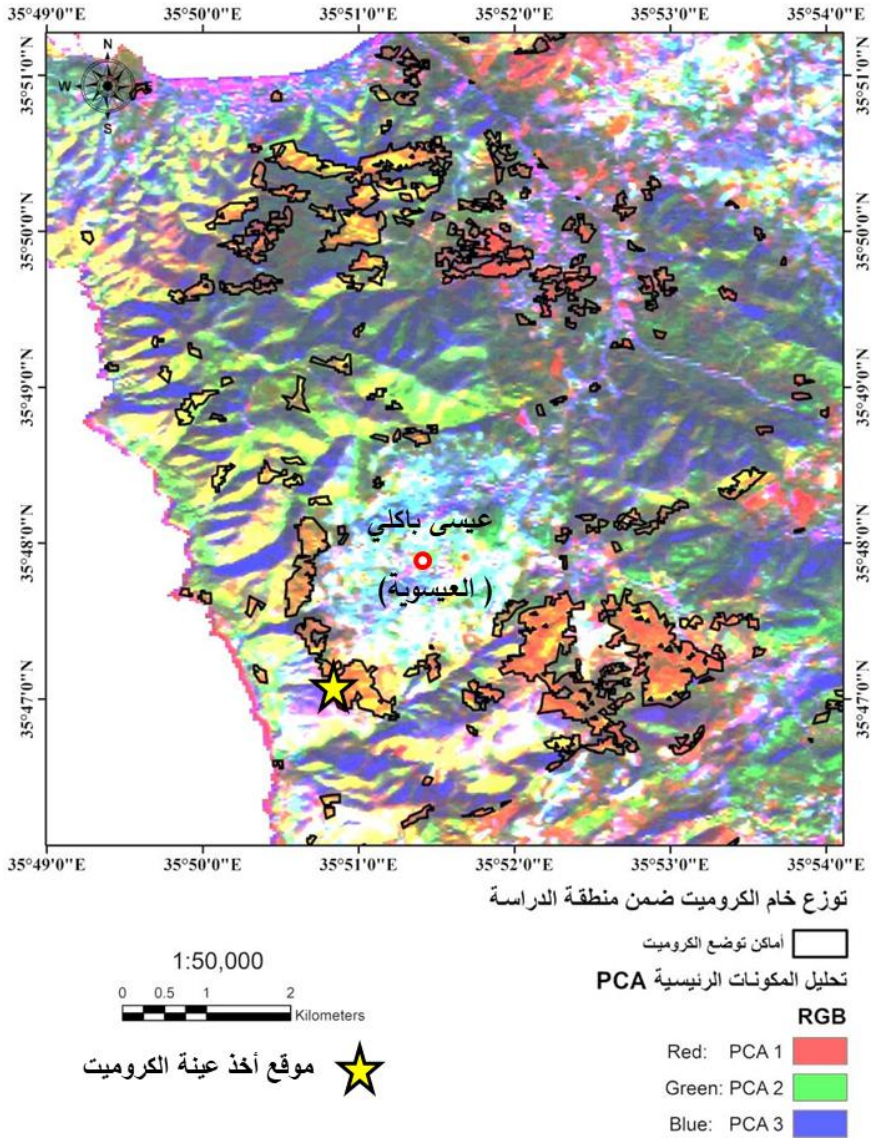 35°49'0"E 35°50'0"E 35°51'0"E 35°52'0"E 35°53'0"E 35°54'0"E
N
W E
S
35°51'0"N 35°51'0"N
35°50'0"N 35°50'0"N
35°49'0"N 35°49'0"N
35°48'0"N 35°48'0"N
عيسى باكلي
( العيسوية)
35°47'0"N 35°47'0"N
35°49'0"E 35°50'0"E 35°51'0"E 35°52'0"E 35°53'0"E 35°54'0"E
توزع خام الكروميت ضمن منطقة الدراسة
أماكن توضع الكروميت
تحليل المكونات الرئيسية PCA
RGB
Red: PCA 1
Green: PCA 2
Blue: PCA 3
1:50,000
0 0.5 1 2
Kilometers
موقع أخذ عينة الكروميت